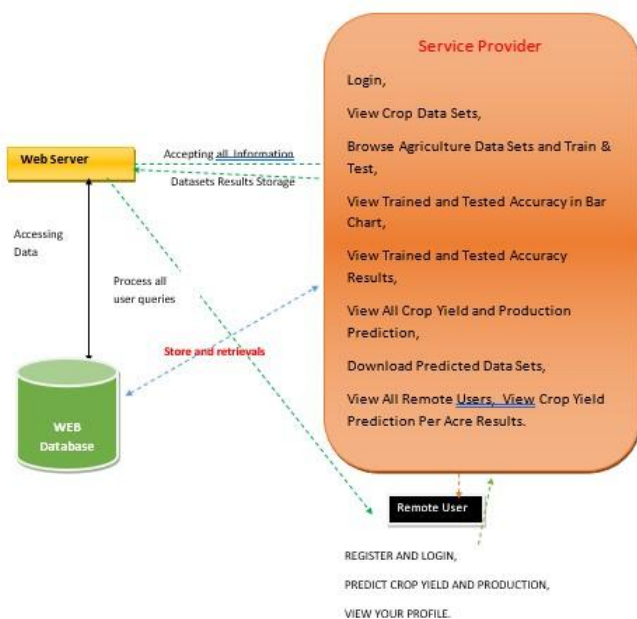 Service Provider
Login,
View Crop Data Sets,
Browse Agriculture Data Sets and Train &
Test,
View Trained and Tested Accuracy in Bar
Chart,
View Trained and Tested Accuracy
Results,
View All Crop Yield and Production
Prediction,
Download Predicted Data Sets,
View All Remote Users, View Crop Yield
Prediction Per Acre Results.
Web Server
Accepting all Information
Datasets Results Storage
Accessing
Data
Process all
user queries
Store and retrievals
WEB
Database
Remote User
REGISTER AND LOGIN,
PREDICT CROP YIELD AND PRODUCTION,
VIEW YOUR PROFILE.